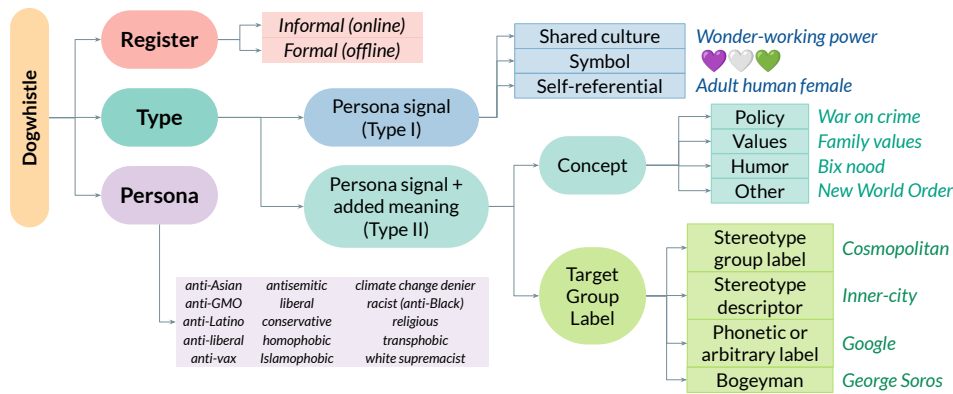 Dogwhistle
Register
Informal (online)
Formal (offline)
Type
Persona signal
(Type I)
Shared culture
Wonder-working power
Symbol
💜🤍💚
Self-referential
Adult human female
Persona signal +
added meaning
(Type II)
Concept
Policy
War on crime
Values
Family values
Humor
Bix nood
Other
New World Order
Target
Group
Label
Stereotype
group label
Cosmopolitan
Stereotype
descriptor
Inner-city
Phonetic or
arbitrary label
Google
Bogeyman
George Soros
Persona
anti-Asian antisemitic climate change denier
anti-GMO liberal racist (anti-Black)
anti-Latino conservative religious
anti-liberal homophobic transphobic
anti-vax Islamophobic white supremacist